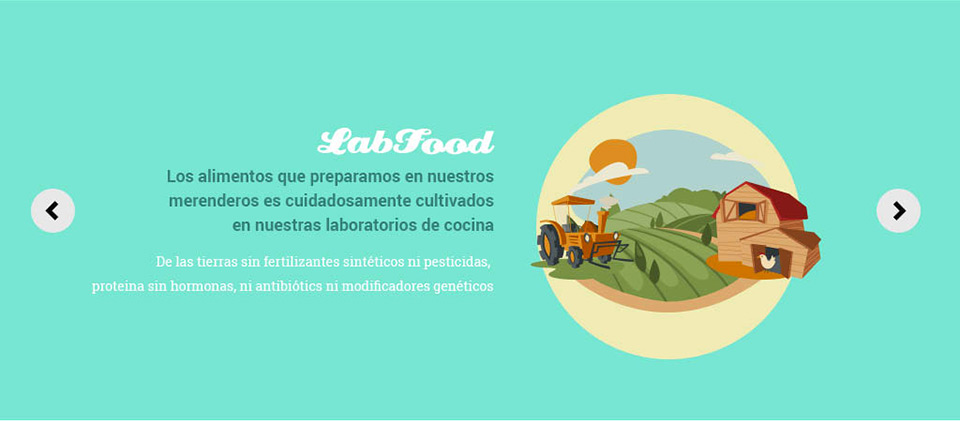 LabFood
Los alimentos que preparamos en nuestros
merenderos es cuidadosamente cultivados
en nuestras laboratorios de cocina
De las tierras sin fertilizantes sintéticos ni pesticidas,
proteina sin hormonas, ni antibiótics ni modificadores genéticos